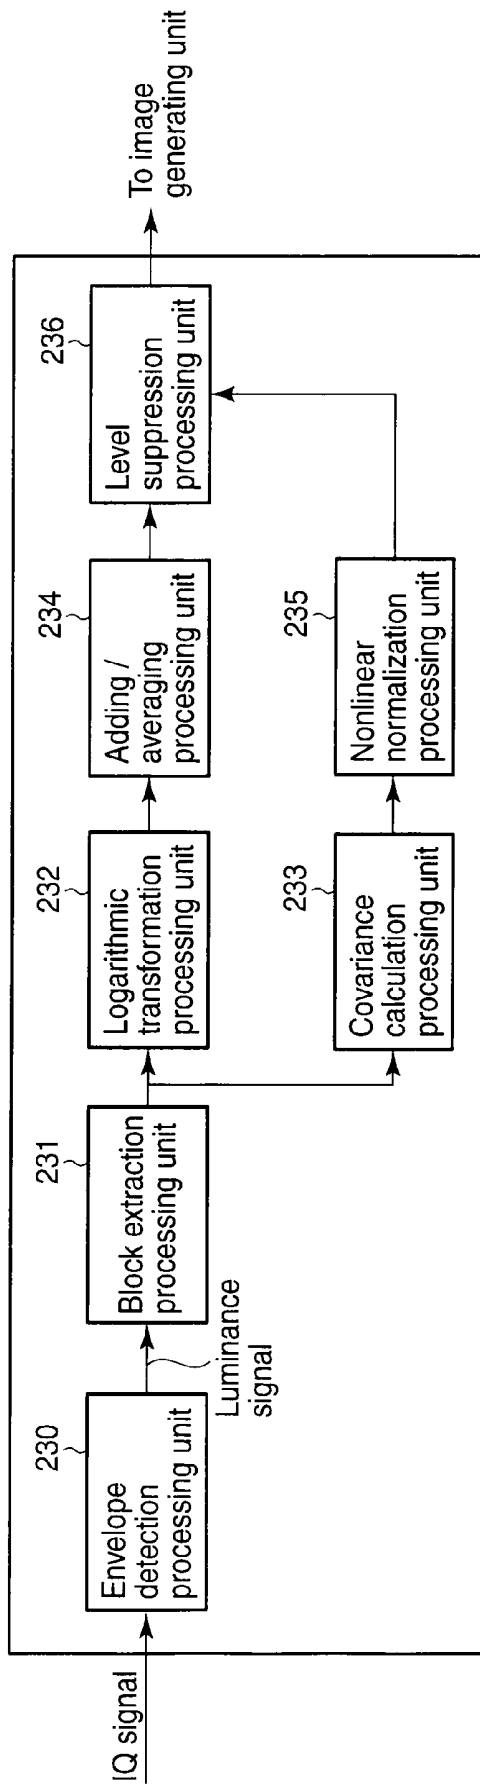 IQ signal
230
Envelope
detection
processing unit
Luminance
signal
231
Block extraction
processing unit
232
Logarithmic
transformation
processing unit
234
Adding /
averaging
processing unit
236
Level
suppression
processing unit
To image
generating unit
233
Covariance
calculation
processing unit
235
Nonlinear
normalization
processing unit